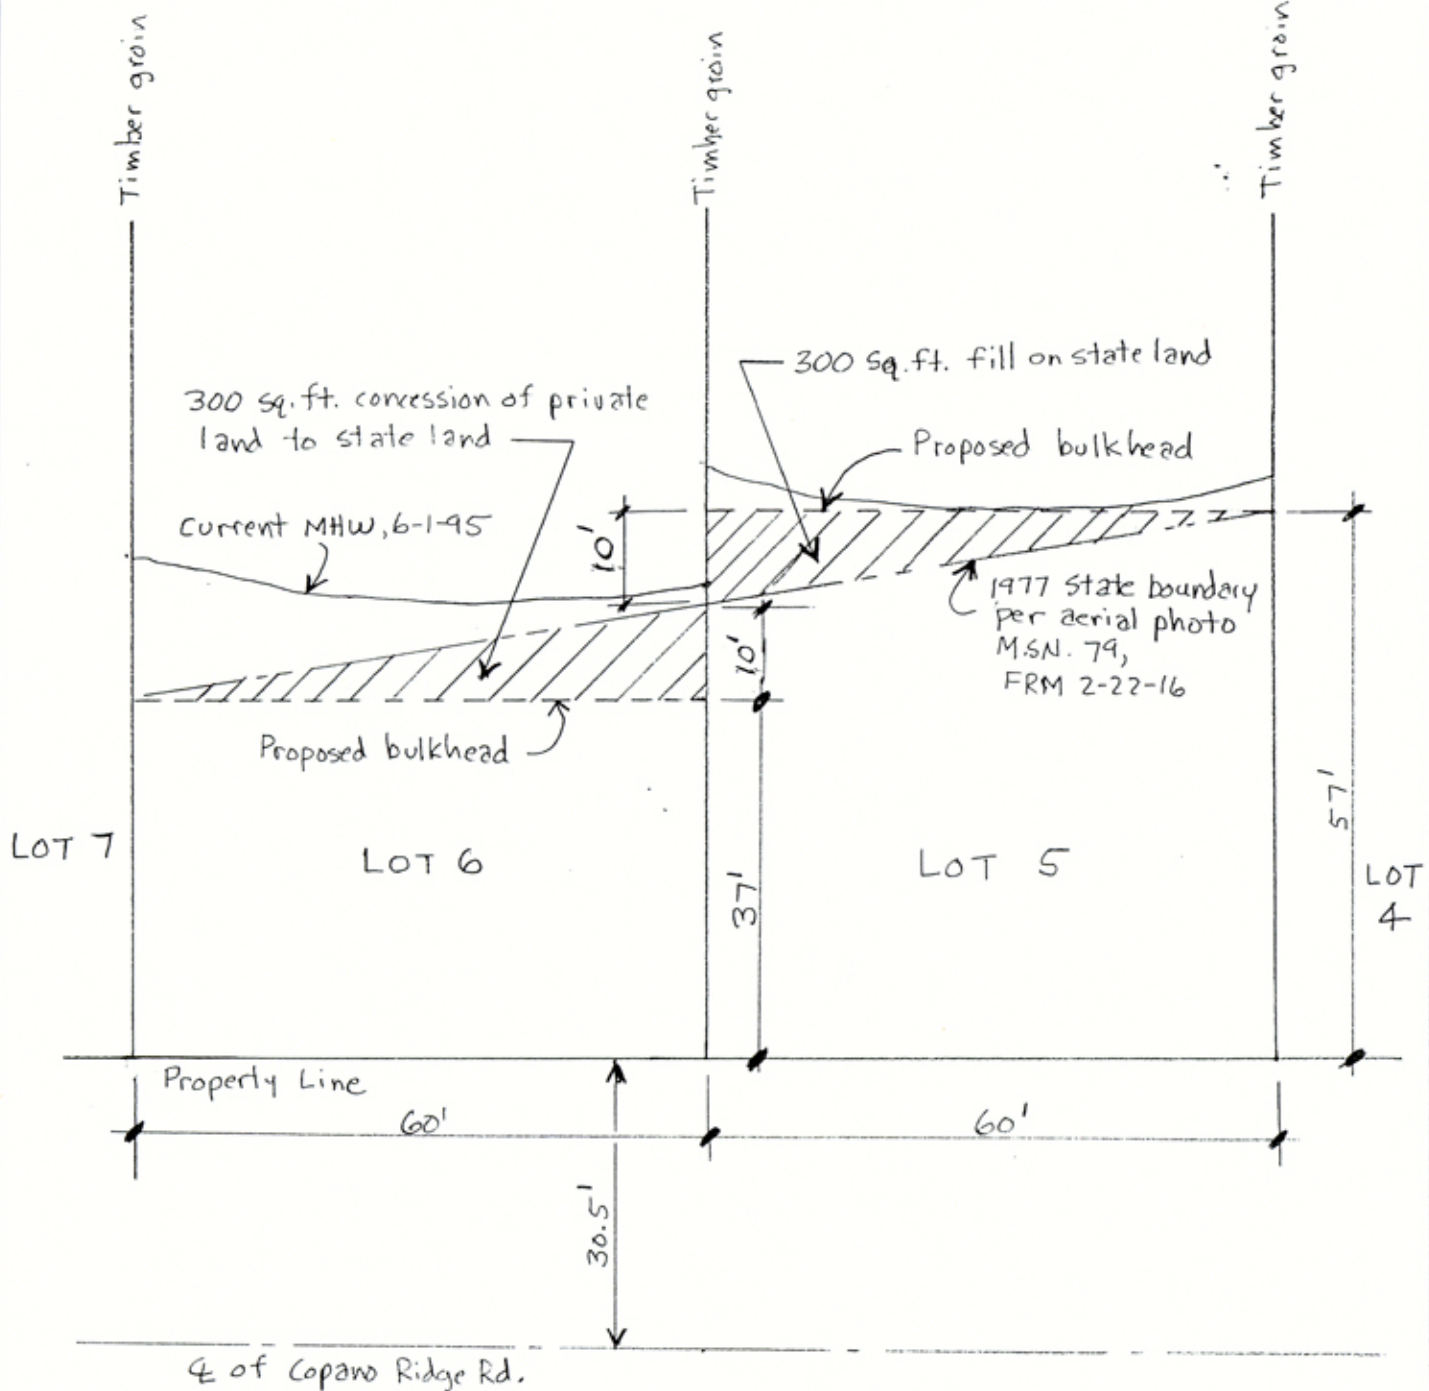 Timber groin
Timber groin
Timber groin
300 sq.ft. fill on state land
300 sq.ft. concession of private
land to state land
Proposed bulkhead
Current MHW, 6-1-95
10'
1977 State boundary
per aerial photo
M.SN. 79,
FRM 2-22-16
10'
Proposed bulkhead
57'
LOT 7
LOT 6
LOT 5
LOT
4
37'
Property Line
60'
60'
30.5'
℄ of Copano Ridge Rd.